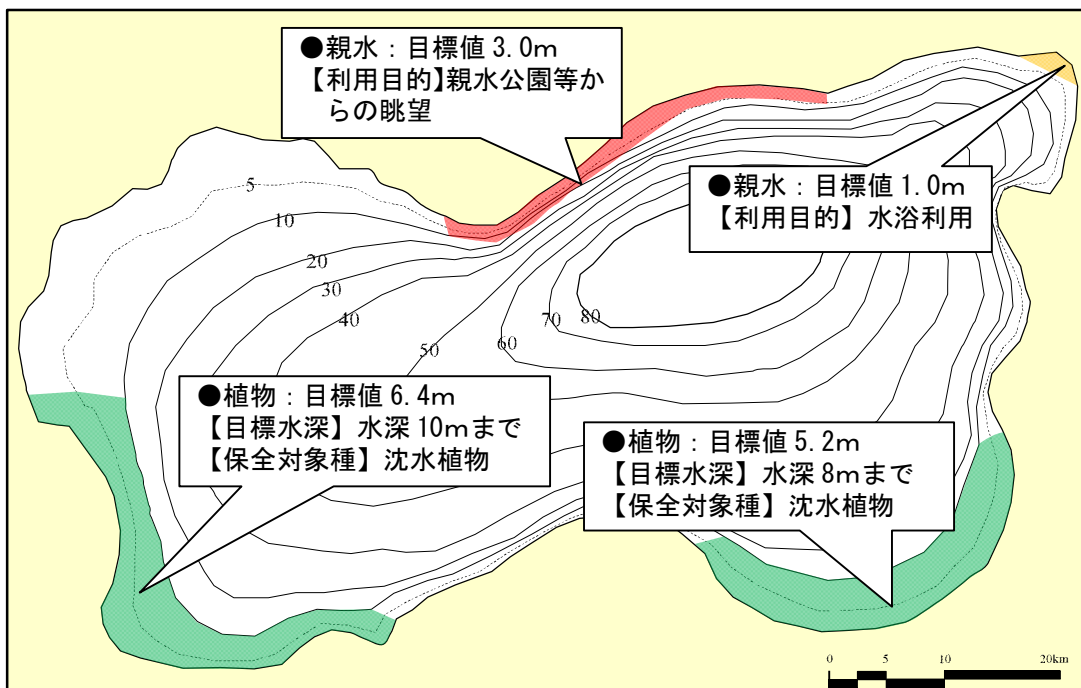 ●親水：目標値 3.0m
【利用目的】親水公園等か
らの眺望
●親水：目標値 1.0m
【利用目的】水浴利用
5
10
20
30
40
50
60
70
80
●植物：目標値 6.4m
【目標水深】水深 10mまで
【保全対象種】沈水植物
●植物：目標値 5.2m
【目標水深】水深 8mまで
【保全対象種】沈水植物
0 5 10 20km